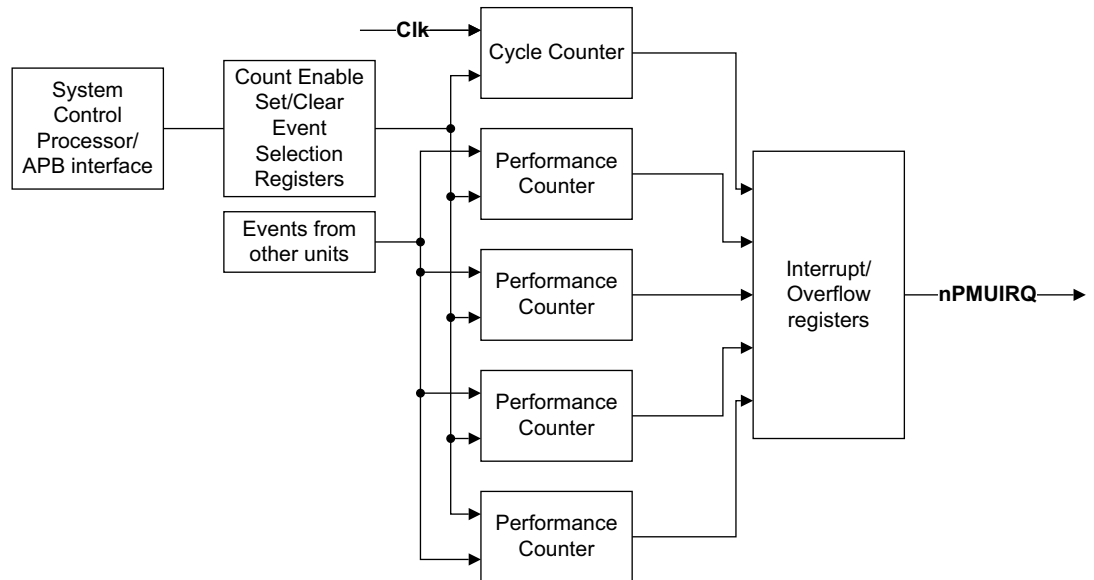 Clk
Cycle Counter
System
Control
Processor/
APB interface
Count Enable
Set/Clear
Event
Selection
Registers
Performance
Counter
Events from
other units
Performance
Counter
Interrupt/
Overflow
registers
nPMUIRQ
Performance
Counter
Performance
Counter